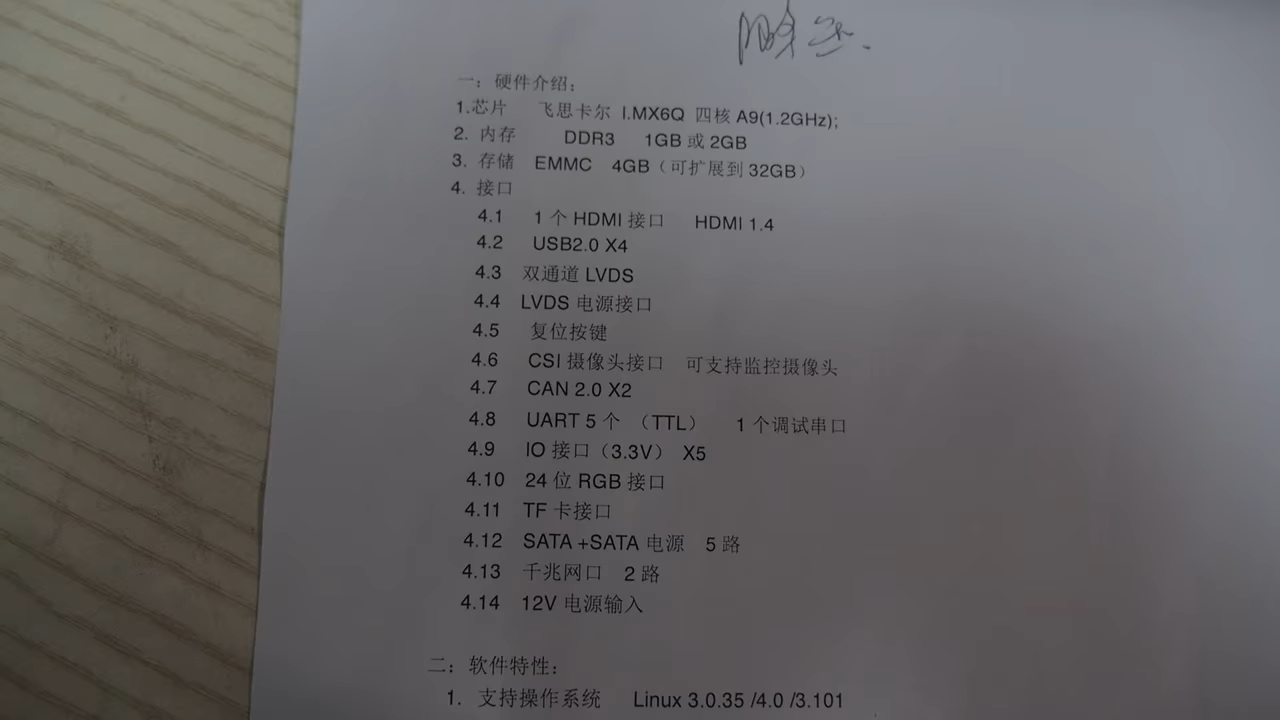 一：硬件介绍：
1.芯片 飞思卡尔 I.MX6Q 四核 A9(1.2GHz);
2. 内存 DDR3 1GB 或 2GB
3. 存储 EMMC 4GB（可扩展到 32GB）
4. 接口
4.1 1 个 HDMI 接口 HDMI 1.4
4.2 USB2.0 X4
4.3 双通道 LVDS
4.4 LVDS 电源接口
4.5 复位按键
4.6 CSI 摄像头接口 可支持监控摄像头
4.7 CAN 2.0 X2
4.8 UART 5 个 （TTL） 1 个调试串口
4.9 IO 接口（3.3V） X5
4.10 24 位 RGB 接口
4.11 TF 卡接口
4.12 SATA +SATA 电源 5 路
4.13 千兆网口 2 路
4.14 12V 电源输入
二：软件特性：
1. 支持操作系统 Linux 3.0.35 /4.0 /3.101